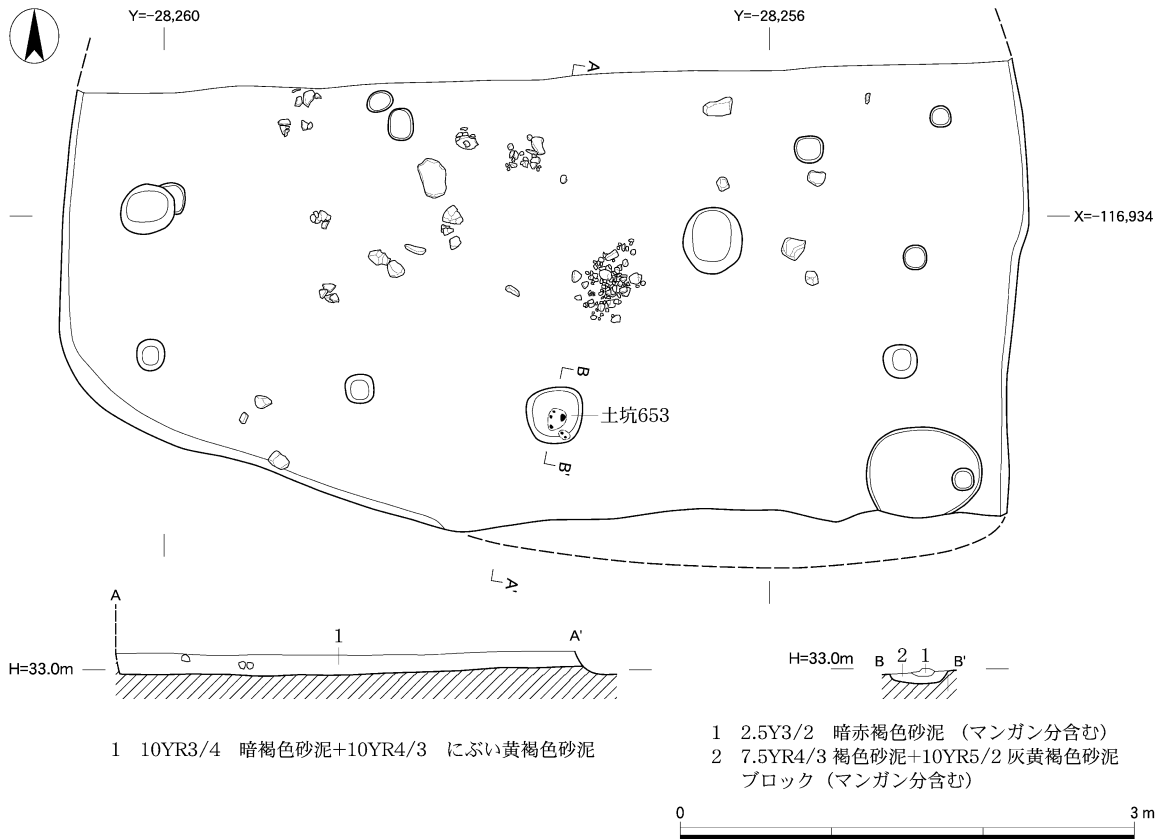 Y=-28,260
Y=-28,256
A
X=-116,934
B
土坑653
B'
A'
A
1
A'
H=33.0m
H=33.0m
B 2 1 B'
1 10YR3/4 暗褐色砂泥+10YR4/3 にぶい黄褐色砂泥
1 2.5Y3/2 暗赤褐色砂泥 （マンガン分含む）
2 7.5YR4/3 褐色砂泥+10YR5/2 灰黄褐色砂泥
ブロック（マンガン分含む）
0 3 m